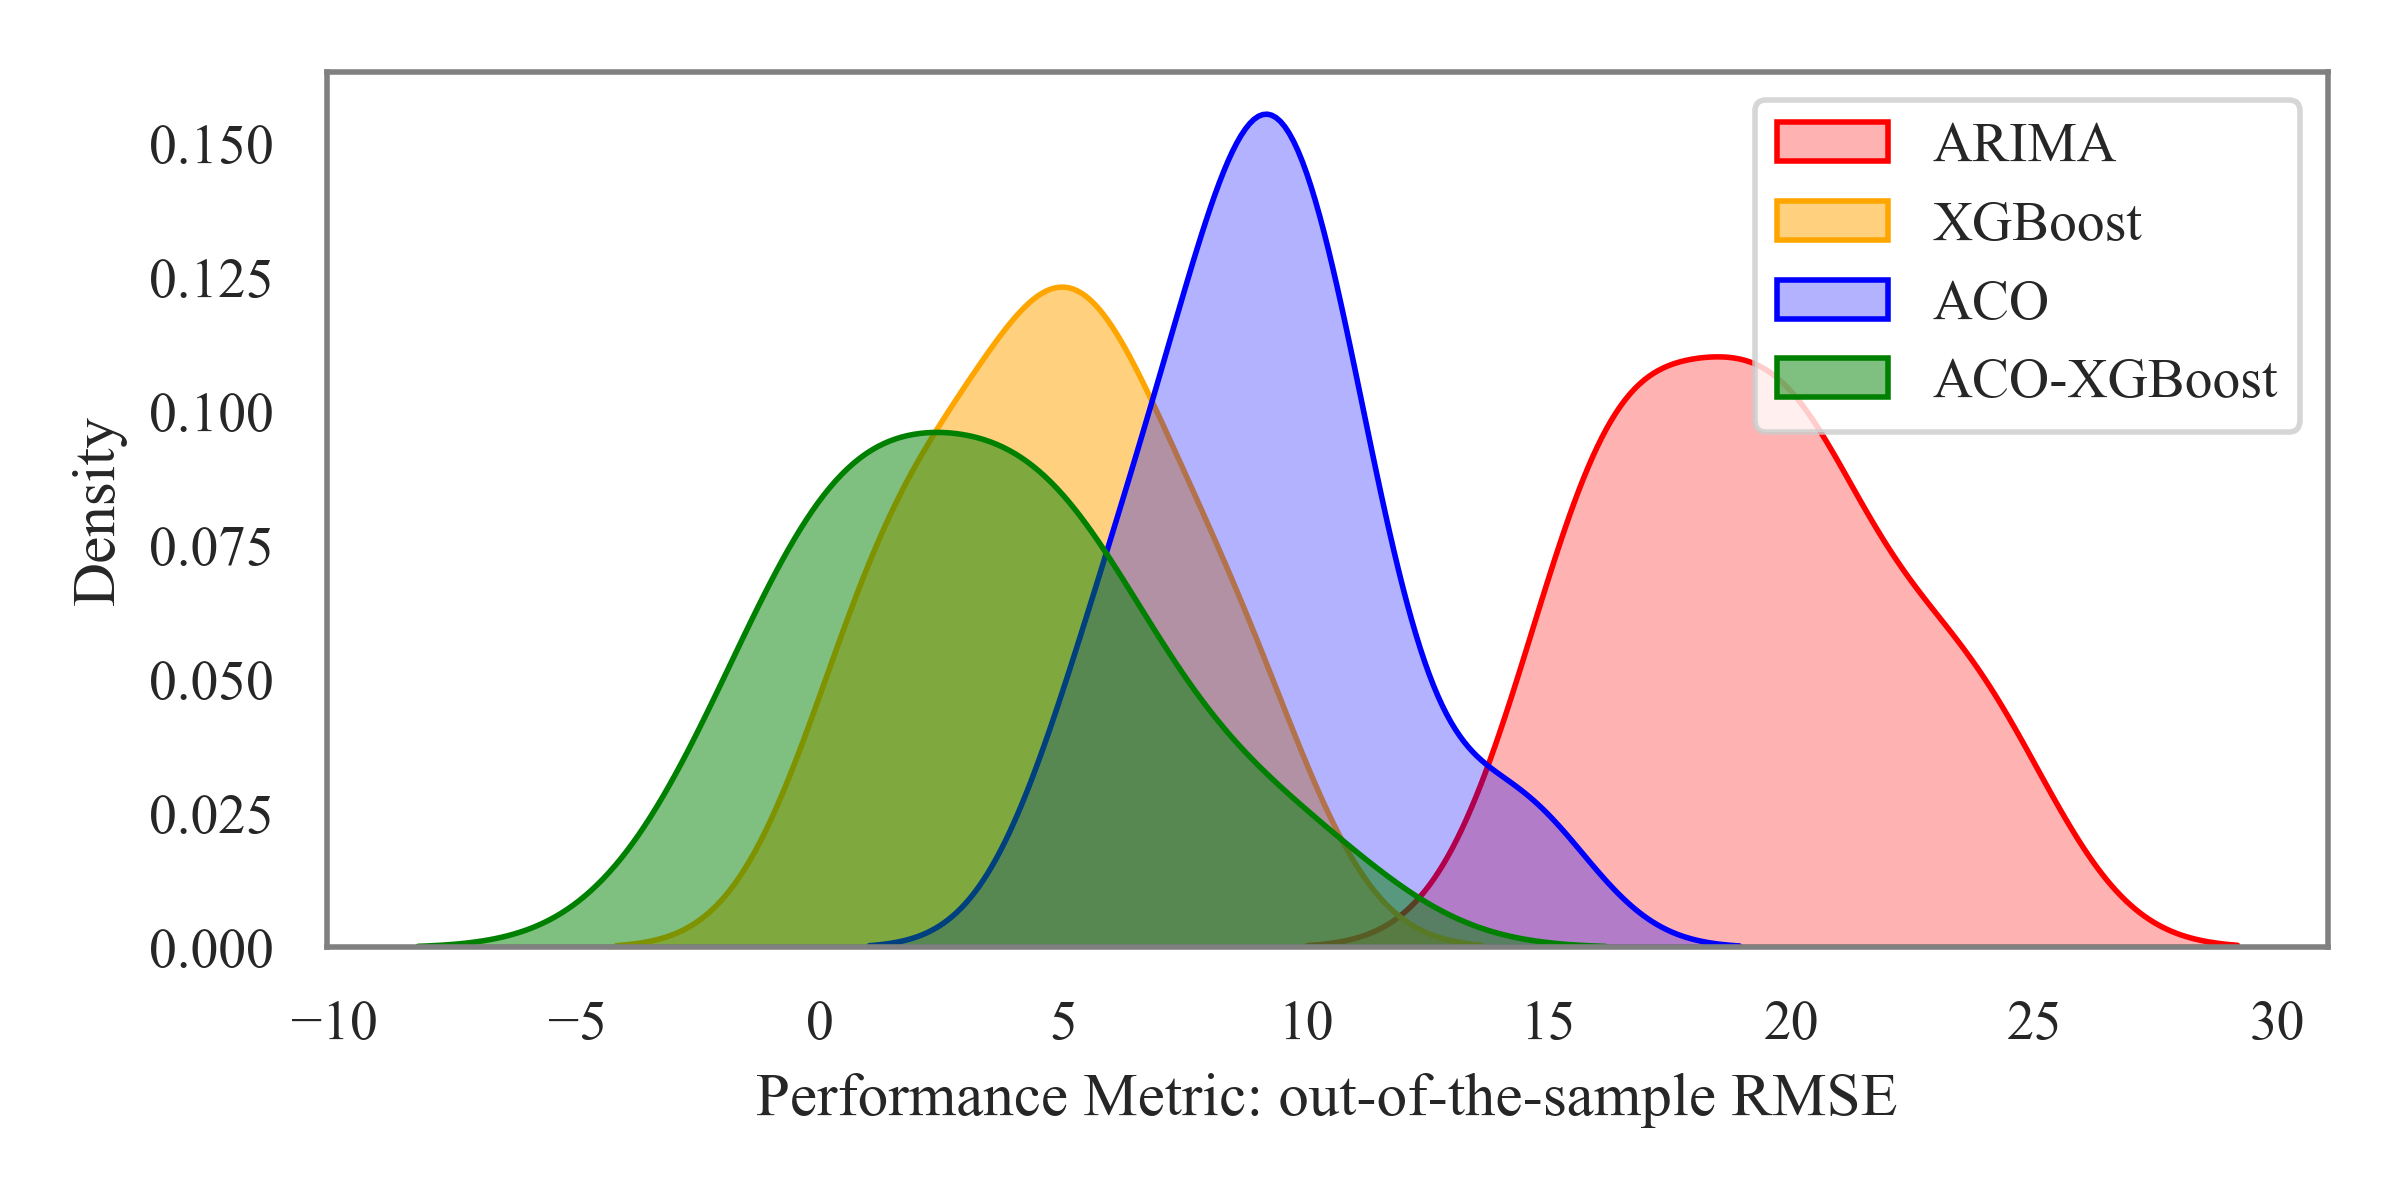 0.150
0.125
0.100
0.075
0.050
0.025
0.000
Density
−10 −5 0 5 10 15 20 25 30
Performance Metric: out-of-the-sample RMSE
ARIMA
XGBoost
ACO
ACO-XGBoost